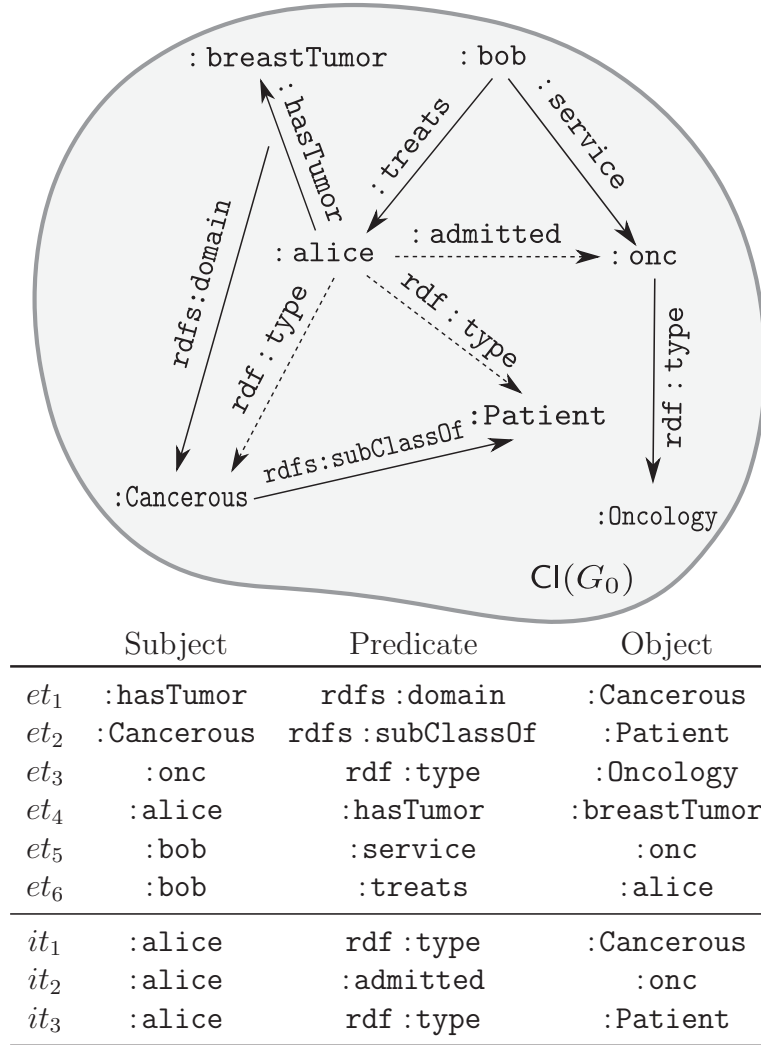 :breastTumor :bob
:hasTumor
:treats
:service
rdfs:domain
:alice :admitted :onc
rdf:type
rdf:type
rdf:type
:Patient
rdfs:subClassOf
:Cancerous
:Oncology
Cl(G₀)
Subject Predicate Object
et₁ :hasTumor rdfs:domain :Cancerous
et₂ :Cancerous rdfs:subClassOf :Patient
et₃ :onc rdf:type :Oncology
et₄ :alice :hasTumor :breastTumor
et₅ :bob :service :onc
et₆ :bob :treats :alice
it₁ :alice rdf:type :Cancerous
it₂ :alice :admitted :onc
it₃ :alice rdf:type :Patient